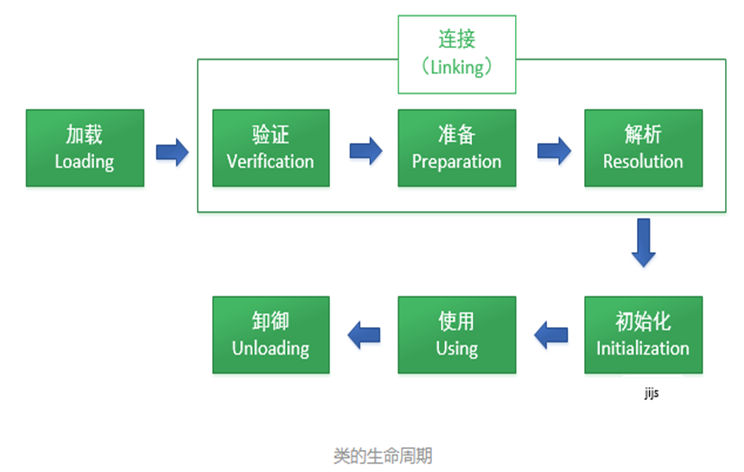 连接
（Linking）
加载
Loading
验证
Verification
准备
Preparation
解析
Resolution
卸御
Unloading
使用
Using
初始化
Initialization
jijs
类的生命周期